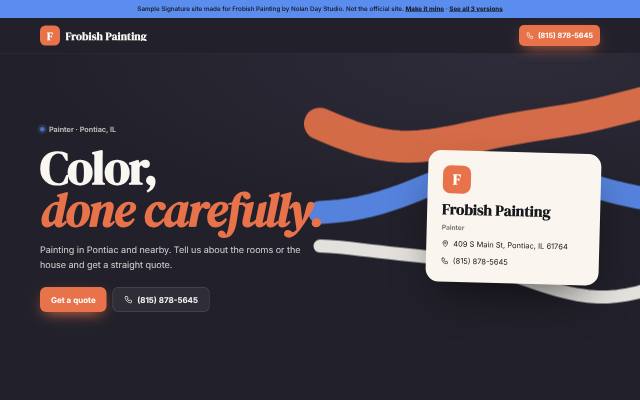 Sample Signature site made for Frobish Painting by Nolan Day Studio. Not the official site. Make it mine · See all 3 versions
F Frobish Painting
(815) 878-5645
Painter · Pontiac, IL
Color,
done carefully.
Painting in Pontiac and nearby. Tell us about the rooms or the
house and get a straight quote.
Get a quote
(815) 878-5645
F
Frobish Painting
Painter
409 S Main St, Pontiac, IL 61764
(815) 878-5645